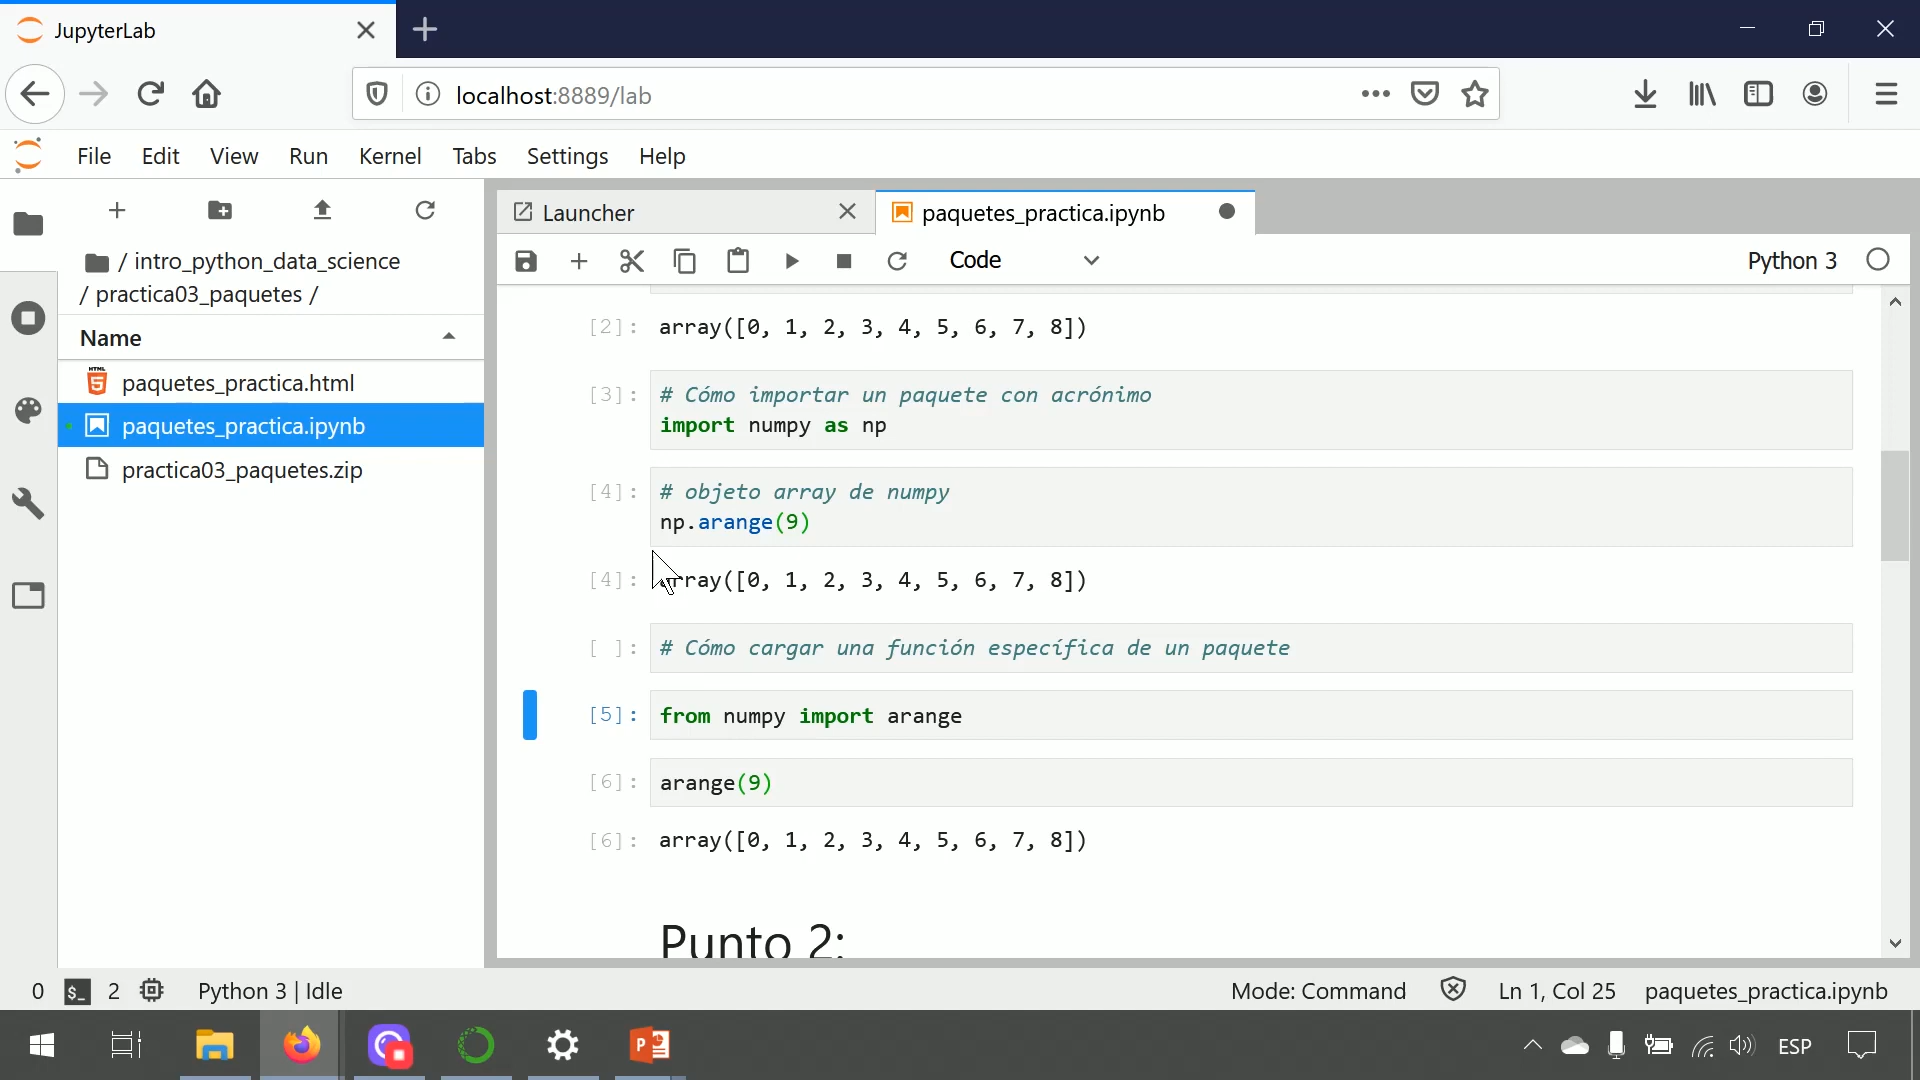 JupyterLab
localhost:8889/lab
File Edit View Run Kernel Tabs Settings Help
/ intro_python_data_science
/ practica03_paquetes /
Name
paquetes_practica.html
paquetes_practica.ipynb
practica03_paquetes.zip
Launcher
paquetes_practica.ipynb
Code
Python 3
[2]: array([0, 1, 2, 3, 4, 5, 6, 7, 8])
[3]: # Cómo importar un paquete con acrónimo
import numpy as np
[4]: # objeto array de numpy
np.arange(9)
[4]: array([0, 1, 2, 3, 4, 5, 6, 7, 8])
[ ]: # Cómo cargar una función específica de un paquete
[5]: from numpy import arange
[6]: arange(9)
[6]: array([0, 1, 2, 3, 4, 5, 6, 7, 8])
Punto 2:
0 $_ 2 Python 3 | Idle
Mode: Command Ln 1, Col 25 paquetes_practica.ipynb
ESP